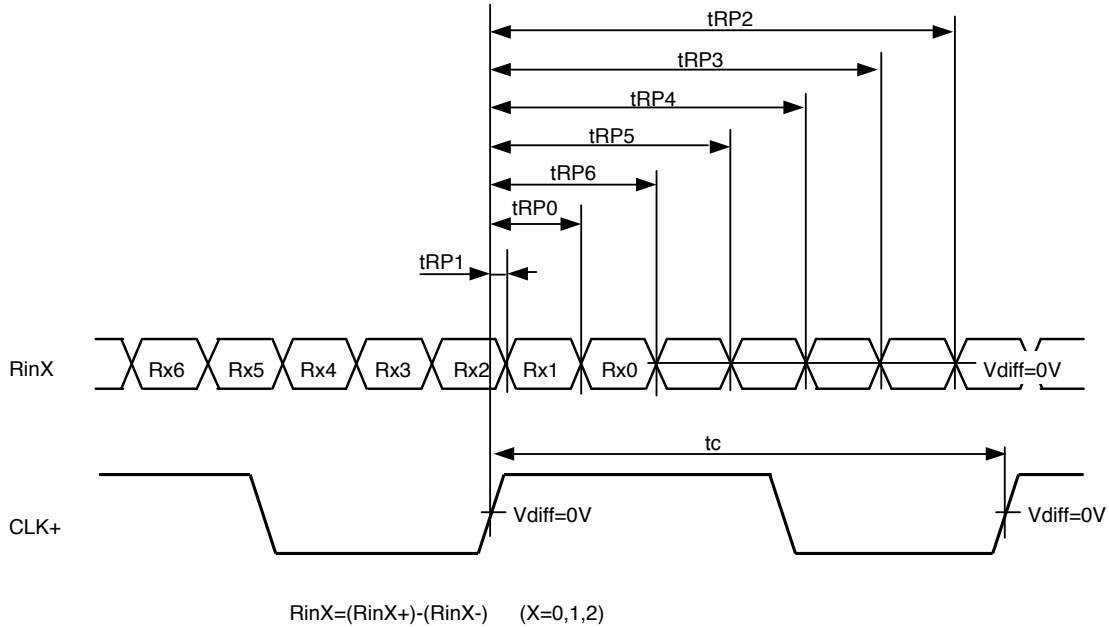 tRP2
tRP3
tRP4
tRP5
tRP6
tRP0
tRP1
RinX Rx6 Rx5 Rx4 Rx3 Rx2 Rx1 Rx0 Vdiff=0V
tc
CLK+ Vdiff=0V Vdiff=0V
RinX=(RinX+)-(RinX-) (X=0,1,2)